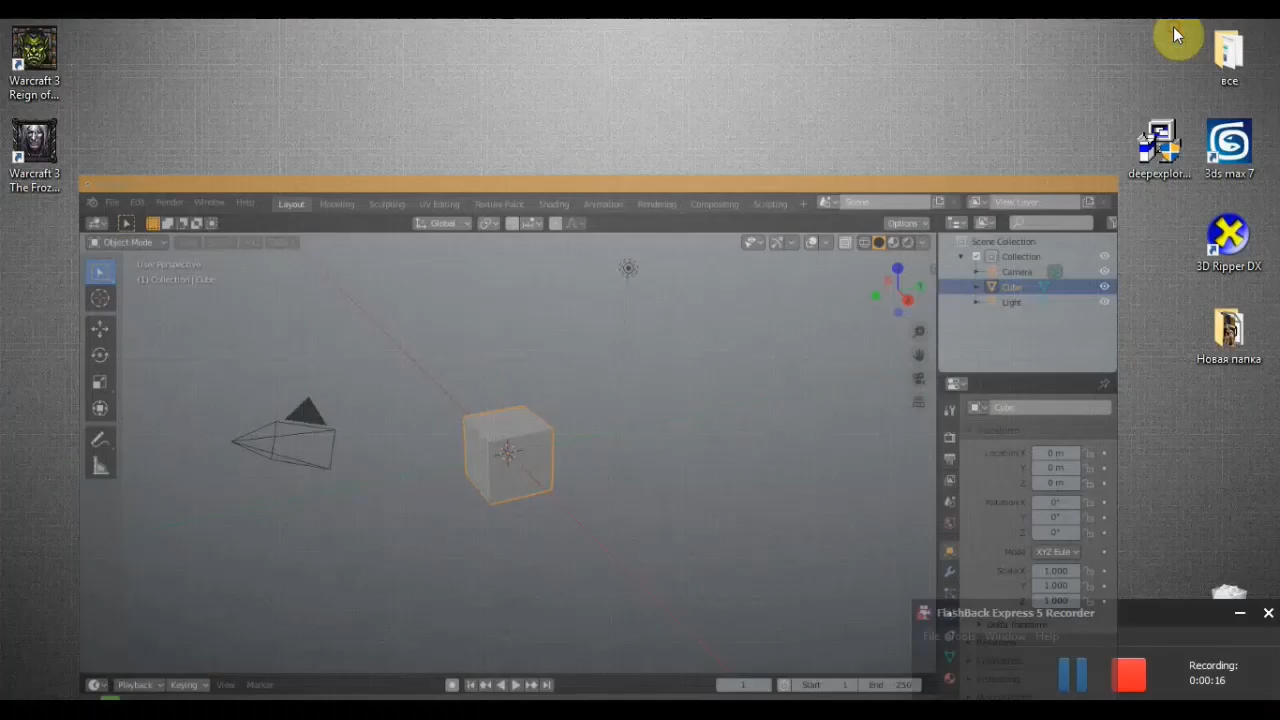 Warcraft 3
Reign of...
Warcraft 3
The Froz...
все
deepexplor...
3ds max 7
3D Ripper DX
Новая папка
File Edit Render Window Help
Layout Modeling Sculpting UV Editing Texture Paint Shading Animation Rendering Compositing Scripting +
Scene
View Layer
Global
Options
Object Mode
User Perspective
(1) Collection | Cube
Scene Collection
Collection
Camera
Cube
Light
Cube
Transform
Location X 0 m
Y 0 m
Z 0 m
Rotation X 0°
Y 0°
Z 0°
Mode XYZ Eule
Scale X 1.000
Y 1.000
Z 1.000
Delta Transform
FlashBack Express 5 Recorder
File Tools Window Help
Recording:
0:00:16
Playback Keying View Marker
1
Start 1
End 250